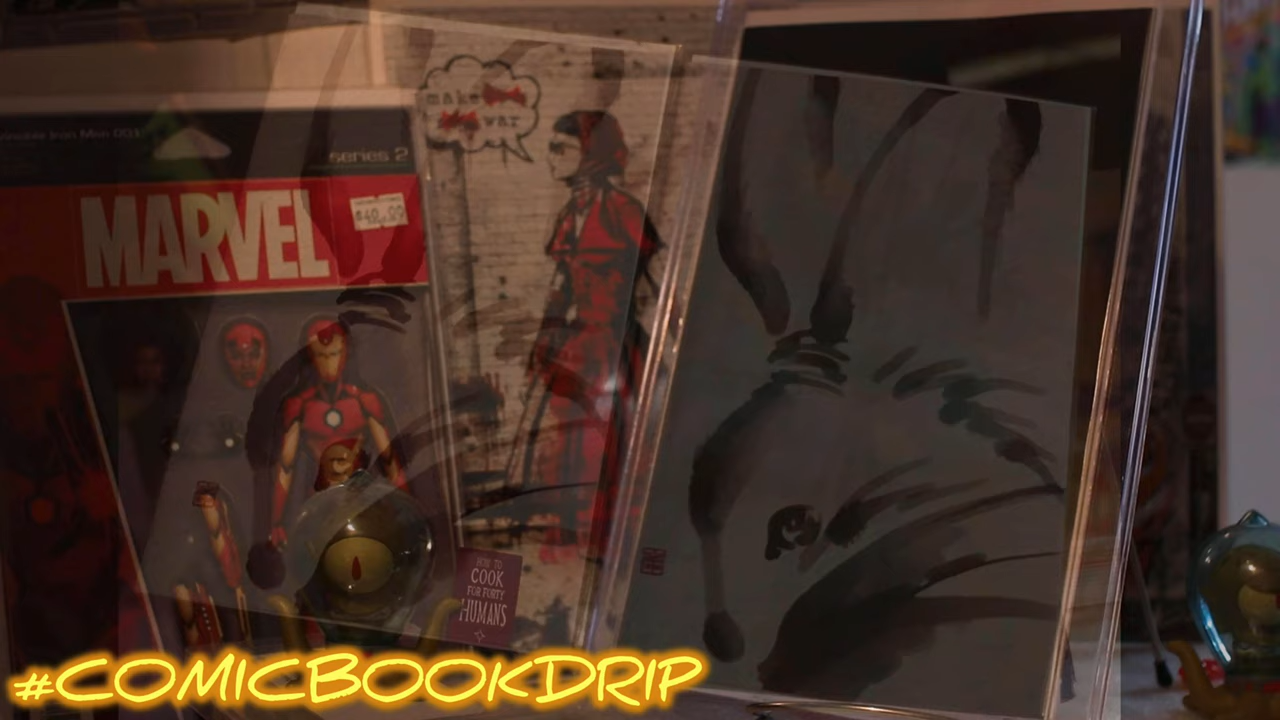 make
war
series 2
MARVEL
$40.00
HOW TO
COOK
FOR FORTY
HUMANS
#COMICBOOKDRIP